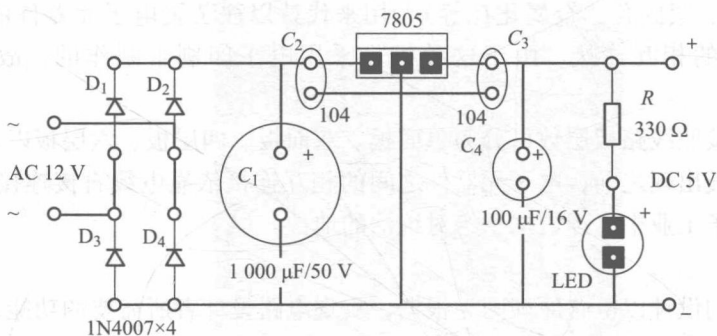 7805
C₂
C₃
+
D₁
D₂
104
104
R
330 Ω
~
AC 12 V
~
C₁
+
C₄
+
DC 5 V
100 μF/16 V
+
D₃
D₄
1 000 μF/50 V
LED
−
1N4007×4